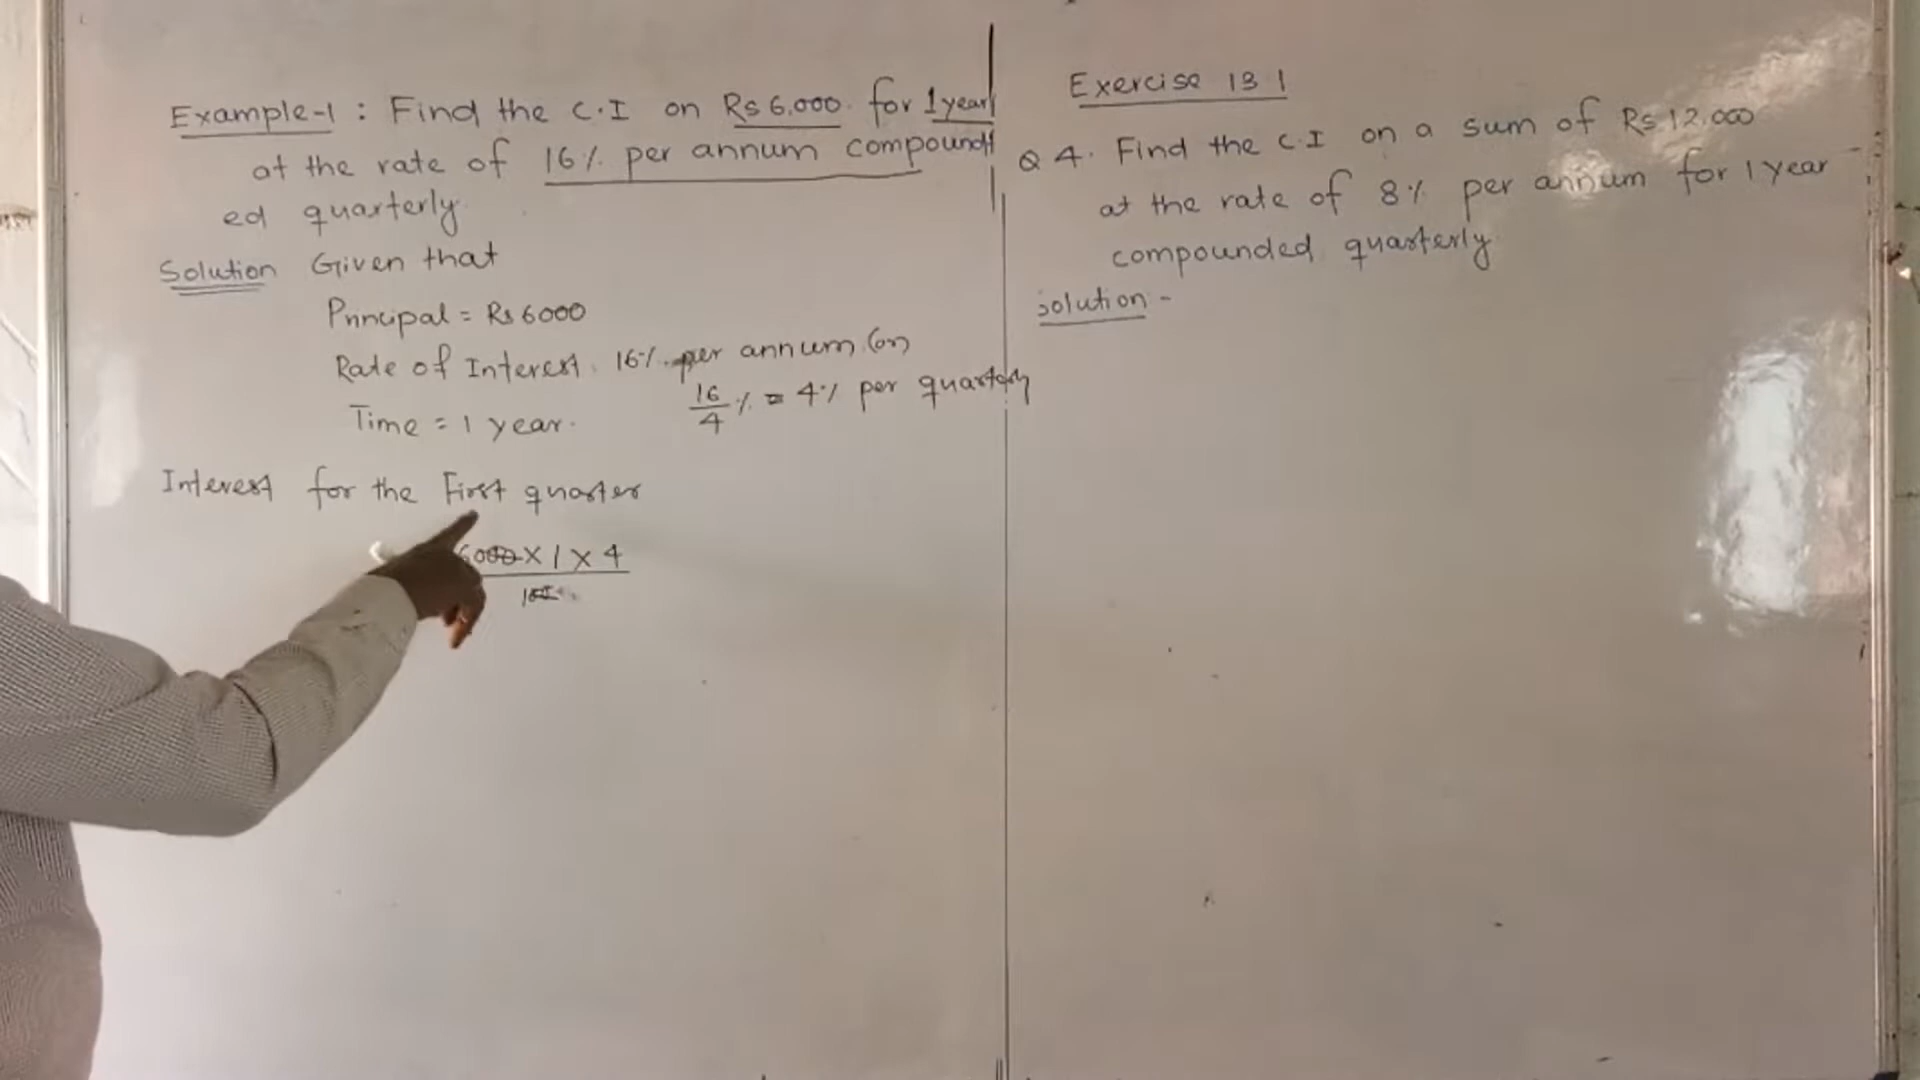 Example-1 : Find the C.I on Rs 6,000 for 1 year
at the rate of 16% per annum compound
ed quarterly
Solution Given that
Principal = Rs 6000
Rate of Interest. 16% per annum (or)
16/4 % = 4% per quarterly
Time = 1 year.
Interest for the First quarter
6000 x 1 x 4
100
Exercise 13.1
Q 4. Find the C.I on a sum of Rs 12,000
at the rate of 8% per annum for 1 year
compounded quarterly
Solution -